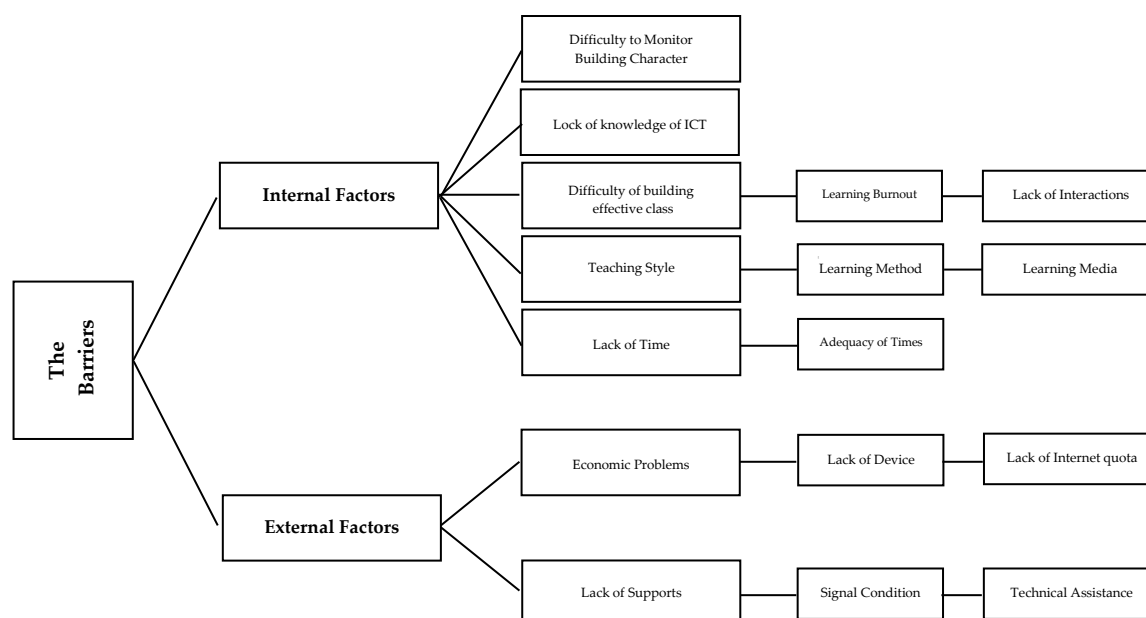 Difficulty to Monitor
Building Character
Lock of knowledge of ICT
Internal Factors
Difficulty of building
effective class
Learning Burnout
Lack of Interactions
Teaching Style
Learning Method
Learning Media
The
Barriers
Lack of Time
Adequacy of Times
Economic Problems
Lack of Device
Lack of Internet quota
External Factors
Lack of Supports
Signal Condition
Technical Assistance